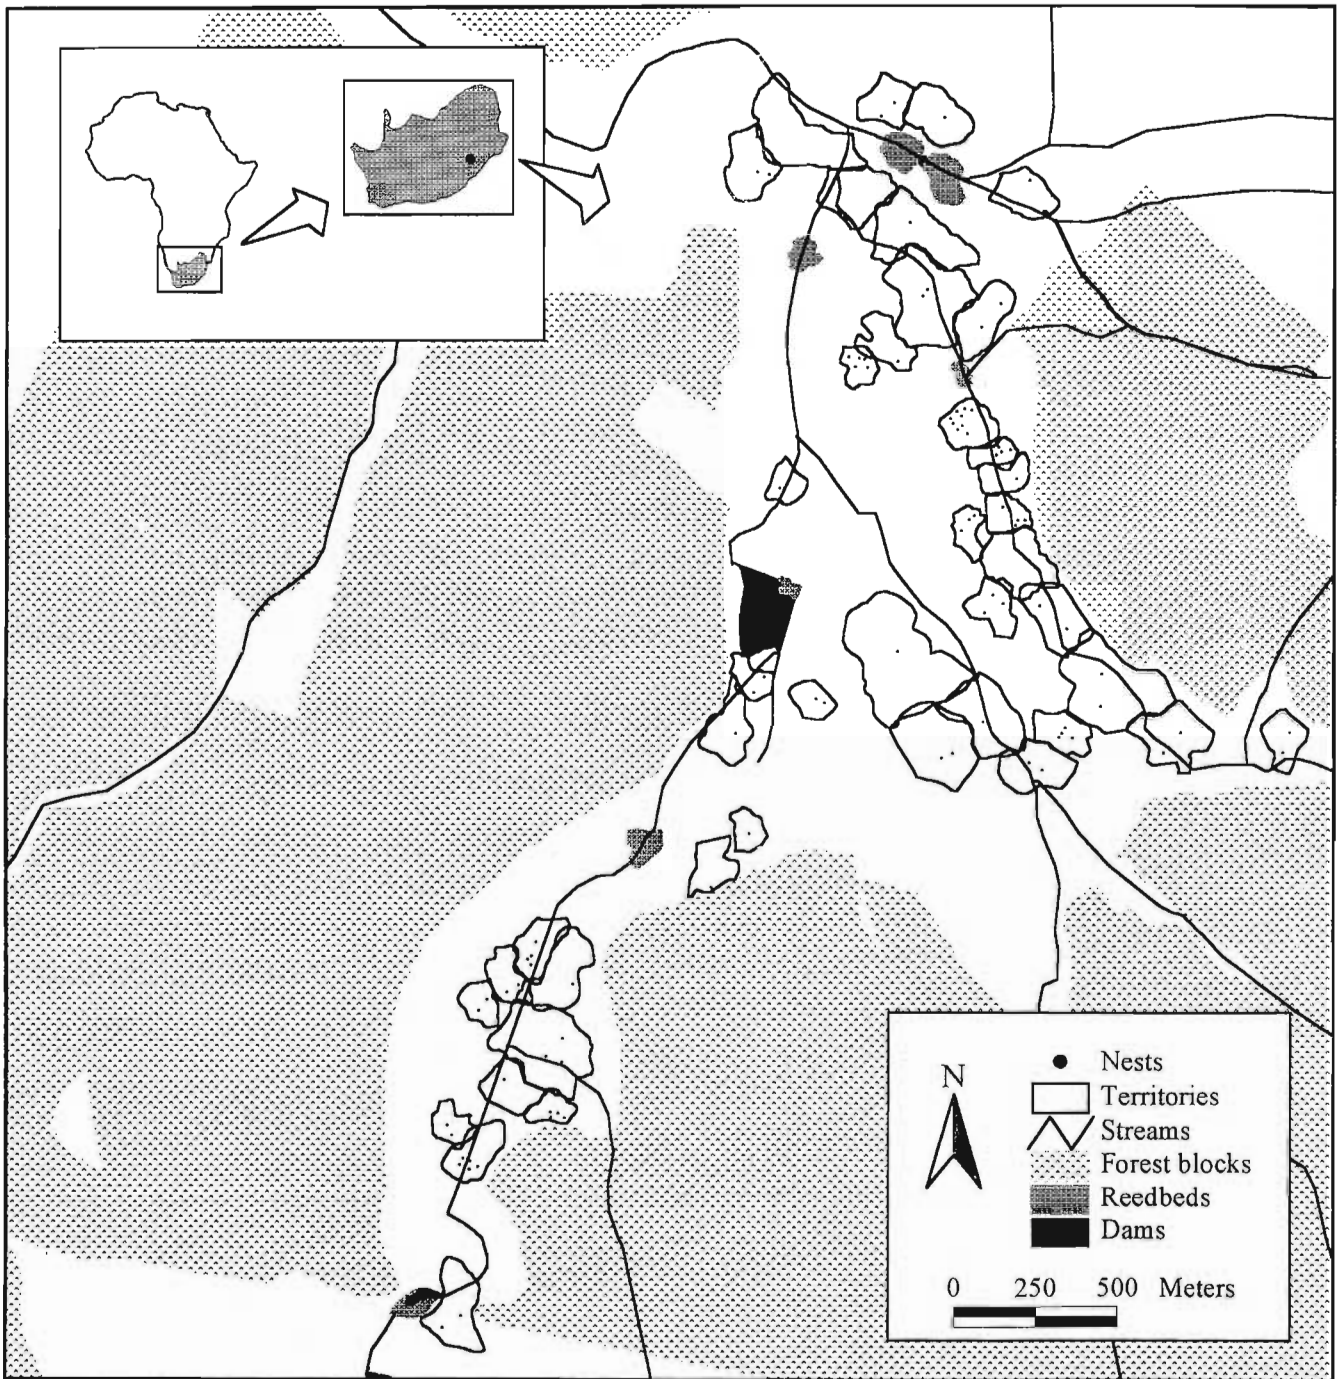 N
Nests
Territories
Streams
Forest blocks
Reedbeds
Dams
0 250 500 Meters